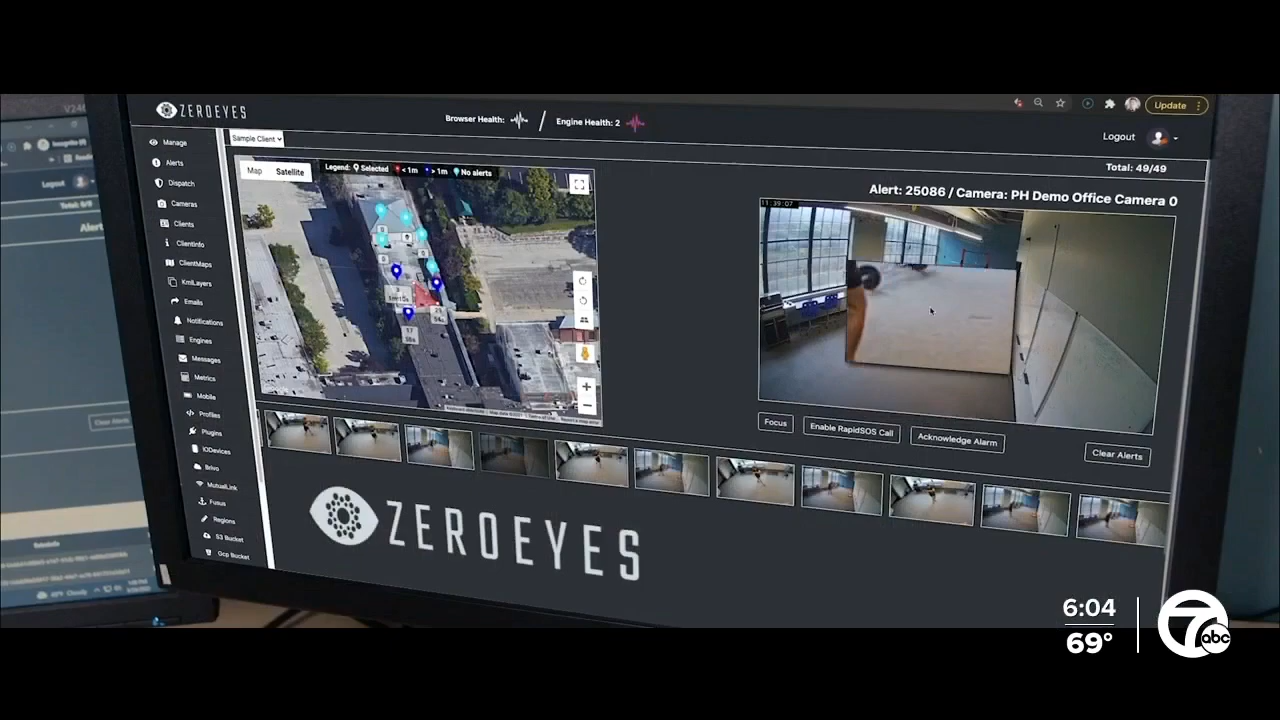 ZEROEYES
Browser Health:
Engine Health: 2
Update
Logout
Total: 49/49
Sample Client
Manage
Alerts
Dispatch
Cameras
Clients
ClientInfo
ClientMaps
KmlLayers
Emails
Notifications
Engines
Messages
Metrics
Mobile
Profiles
Plugins
IODevices
Brivo
MutualLink
Fusus
Regions
S3 Bucket
Gcp Bucket
Map
Satellite
Legend: Selected < 1m > 1m No alerts
Alert: 25086 / Camera: PH Demo Office Camera 0
11:39:07
Focus
Enable RapidSOS Call
Acknowledge Alarm
Clear Alerts
ZEROEYES
6:04
69°
7
abc